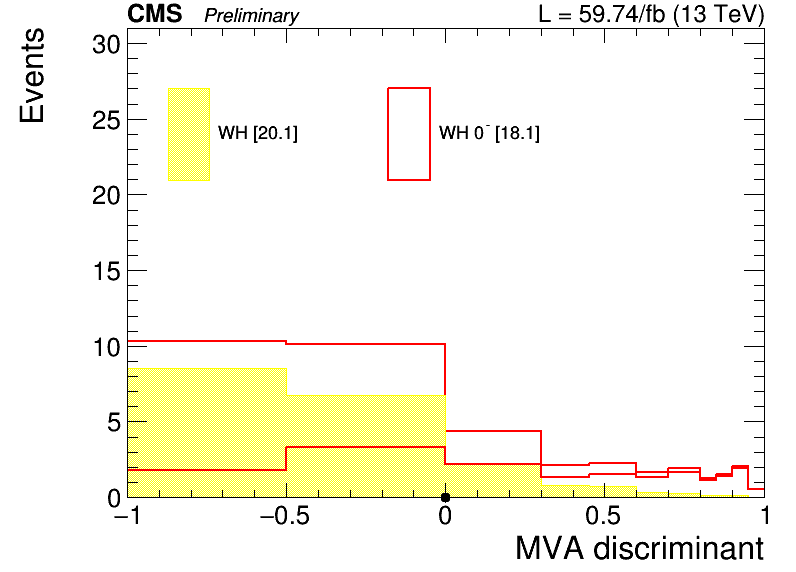 CMS Preliminary L = 59.74/fb (13 TeV)
Events
30
25
20
15
10
5
0
WH [20.1]
WH 0⁻ [18.1]
−1 −0.5 0 0.5 1
MVA discriminant